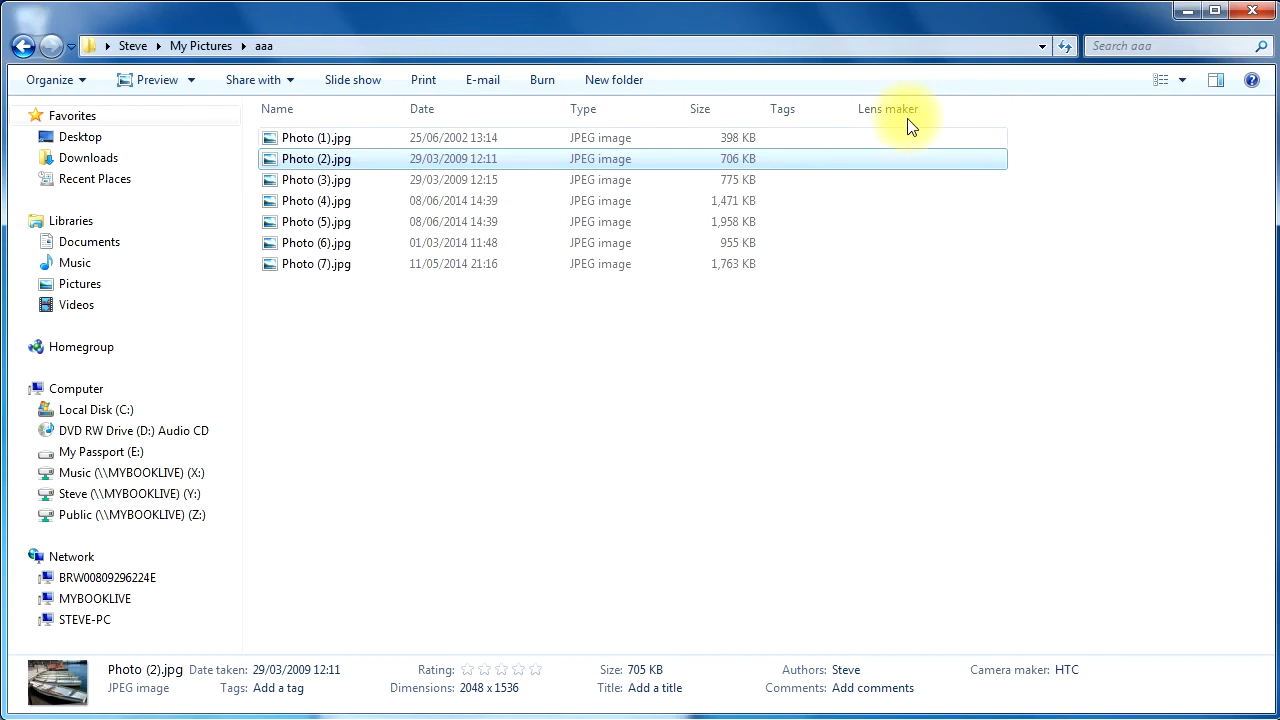 Steve My Pictures aaa Search aaa
Organize Preview Share with Slide show Print E-mail Burn New folder
Favorites
Desktop
Downloads
Recent Places
Libraries
Documents
Music
Pictures
Videos
Homegroup
Computer
Local Disk (C:)
DVD RW Drive (D:) Audio CD
My Passport (E:)
Music (\\MYBOOKLIVE) (X:)
Steve (\\MYBOOKLIVE) (Y:)
Public (\\MYBOOKLIVE) (Z:)
Network
BRW00809296224E
MYBOOKLIVE
STEVE-PC
Name Date Type Size Tags Lens maker
Photo (1).jpg 25/06/2002 13:14 JPEG image 398 KB
Photo (2).jpg 29/03/2009 12:11 JPEG image 706 KB
Photo (3).jpg 29/03/2009 12:15 JPEG image 775 KB
Photo (4).jpg 08/06/2014 14:39 JPEG image 1,471 KB
Photo (5).jpg 08/06/2014 14:39 JPEG image 1,958 KB
Photo (6).jpg 01/03/2014 11:48 JPEG image 955 KB
Photo (7).jpg 11/05/2014 21:16 JPEG image 1,763 KB
Photo (2).jpg Date taken: 29/03/2009 12:11 Rating: Size: 705 KB Authors: Steve Camera maker: HTC
JPEG image Tags: Add a tag Dimensions: 2048 x 1536 Title: Add a title Comments: Add comments